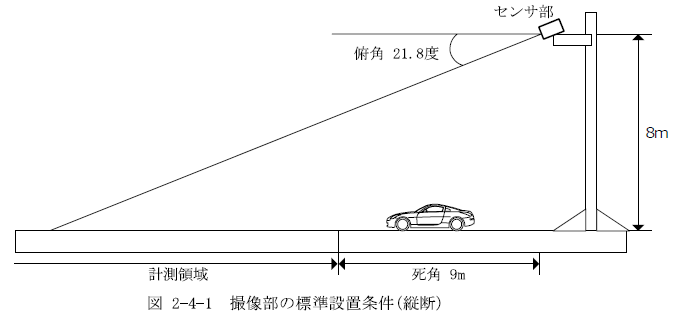 センサ部
俯角 21.8度
8m
計測領域
死角 9m
図 2-4-1 撮像部の標準設置条件(縦断)